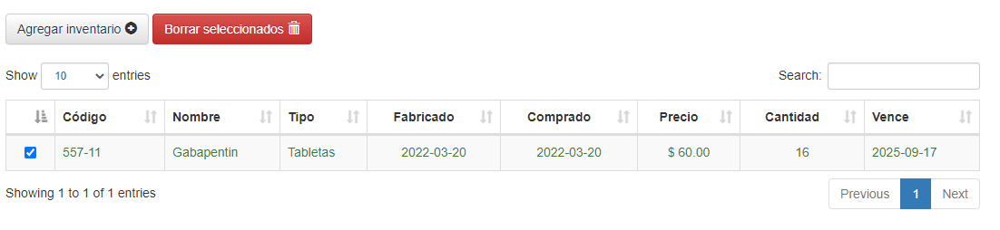 Agregar inventario Borrar seleccionados
Show 10 entries Search:
Código Nombre Tipo Fabricado Comprado Precio Cantidad Vence
557-11 Gabapentin Tabletas 2022-03-20 2022-03-20 $ 60.00 16 2025-09-17
Showing 1 to 1 of 1 entries Previous 1 Next